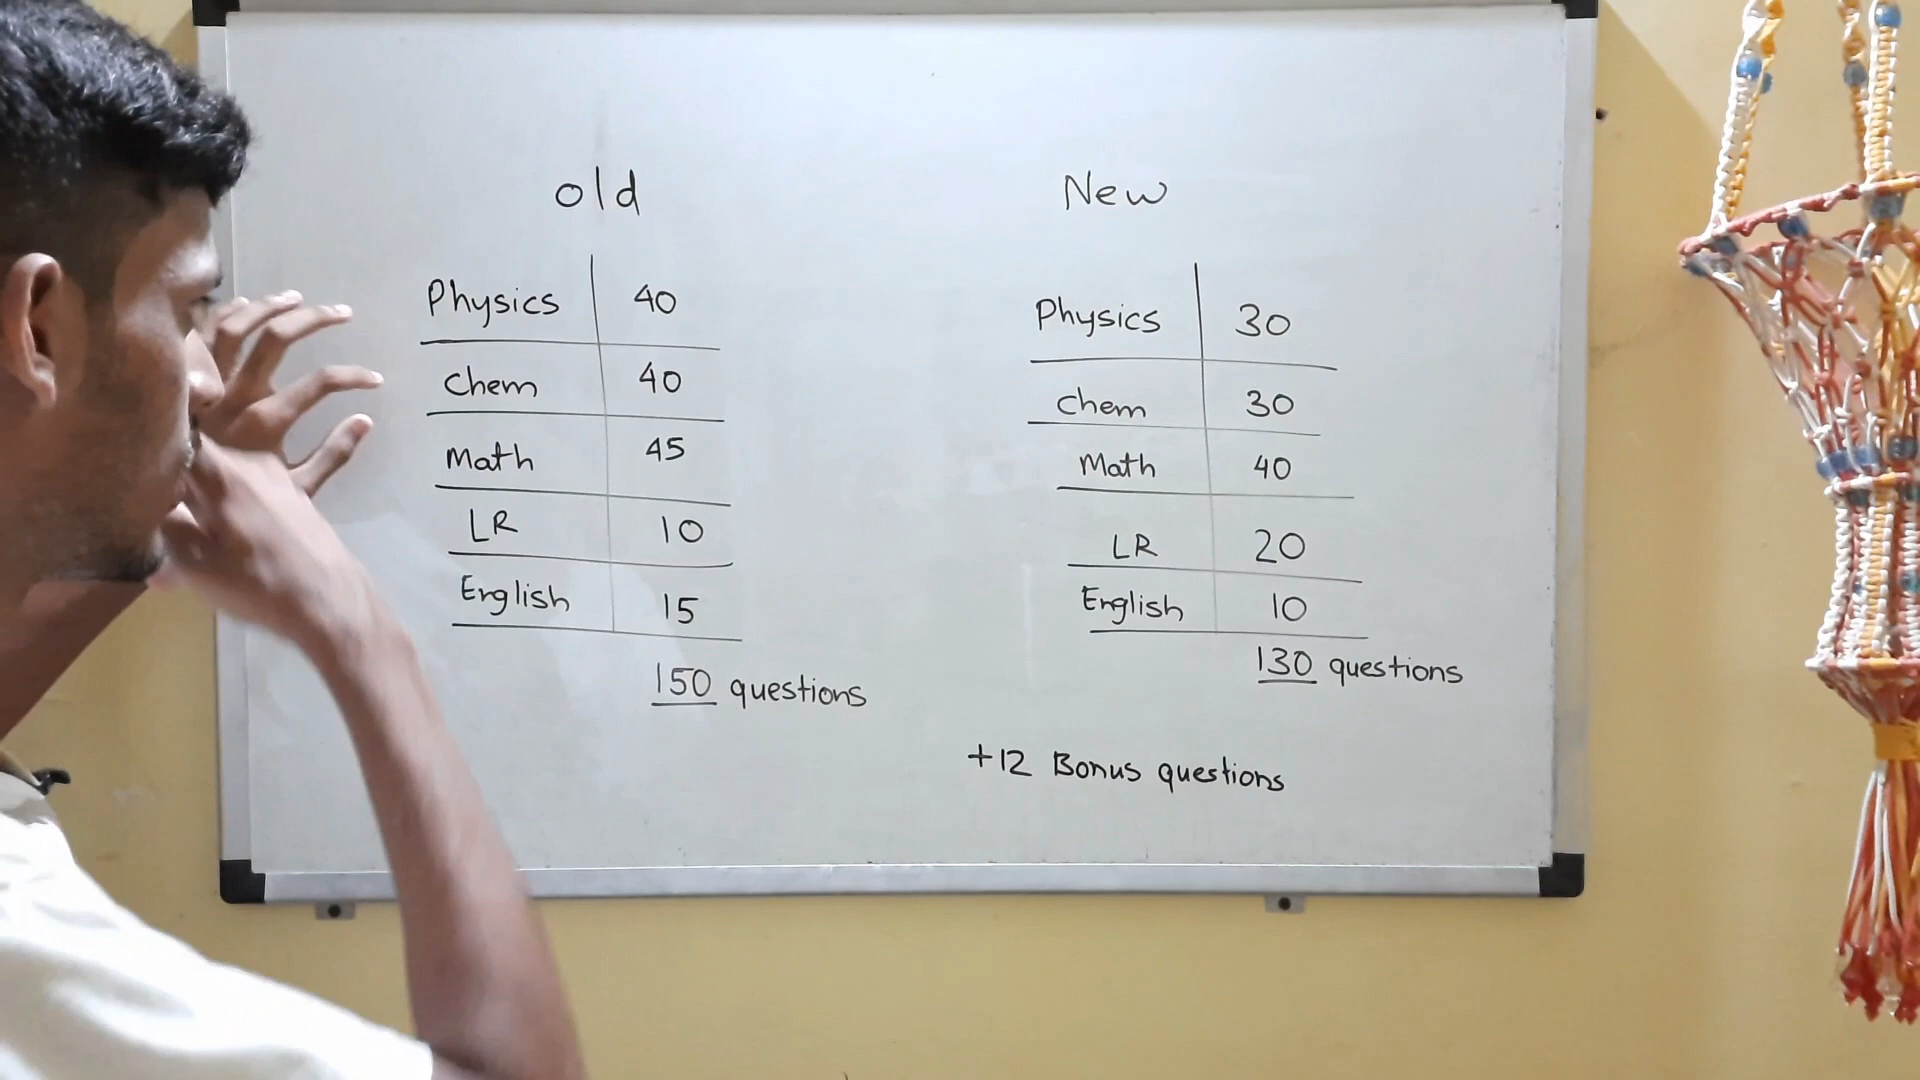 old
Physics 40
chem 40
Math 45
LR 10
English 15
150 questions
New
Physics 30
chem 30
Math 40
LR 20
English 10
130 questions
+12 Bonus questions